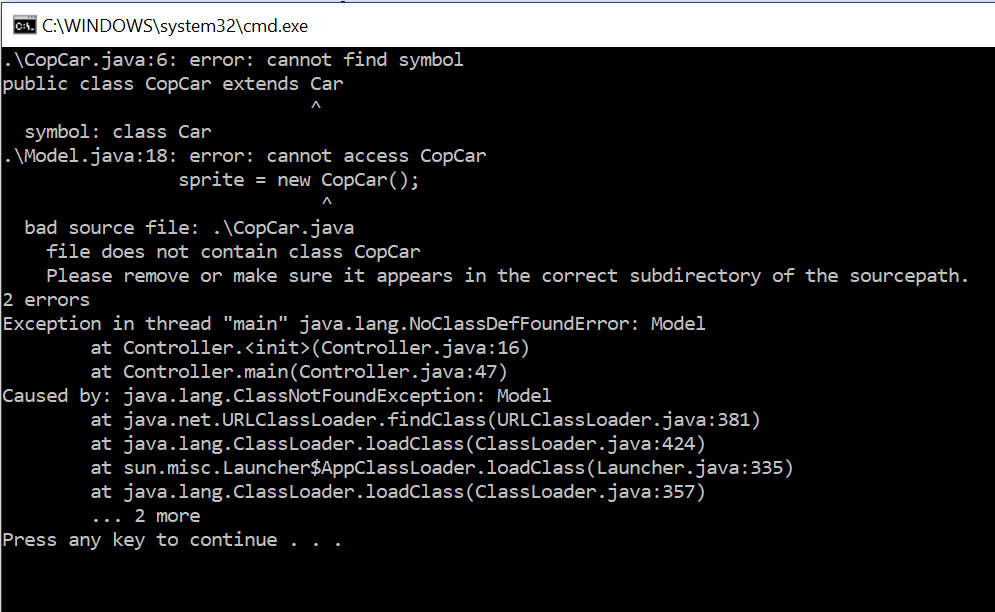 C:\WINDOWS\system32\cmd.exe
.\CopCar.java:6: error: cannot find symbol
public class CopCar extends Car
^
symbol: class Car
.\Model.java:18: error: cannot access CopCar
sprite = new CopCar();
^
bad source file: .\CopCar.java
file does not contain class CopCar
Please remove or make sure it appears in the correct subdirectory of the sourcepath.
2 errors
Exception in thread "main" java.lang.NoClassDefFoundError: Model
at Controller.<init>(Controller.java:16)
at Controller.main(Controller.java:47)
Caused by: java.lang.ClassNotFoundException: Model
at java.net.URLClassLoader.findClass(URLClassLoader.java:381)
at java.lang.ClassLoader.loadClass(ClassLoader.java:424)
at sun.misc.Launcher$AppClassLoader.loadClass(Launcher.java:335)
at java.lang.ClassLoader.loadClass(ClassLoader.java:357)
... 2 more
Press any key to continue . . .